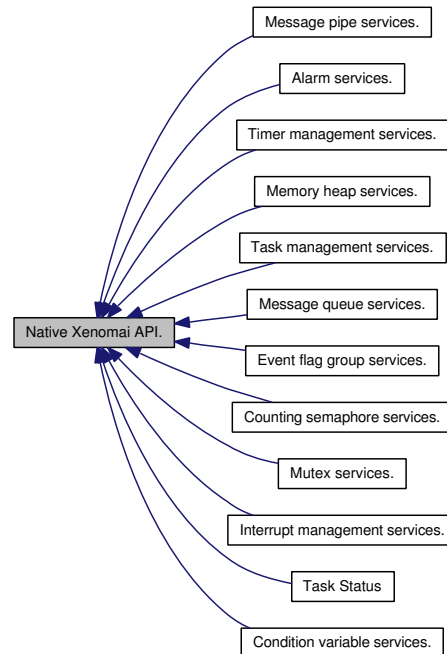 Message pipe services.
Alarm services.
Timer management services.
Memory heap services.
Task management services.
Message queue services.
Native Xenomai API.
Event flag group services.
Counting semaphore services.
Mutex services.
Interrupt management services.
Task Status
Condition variable services.